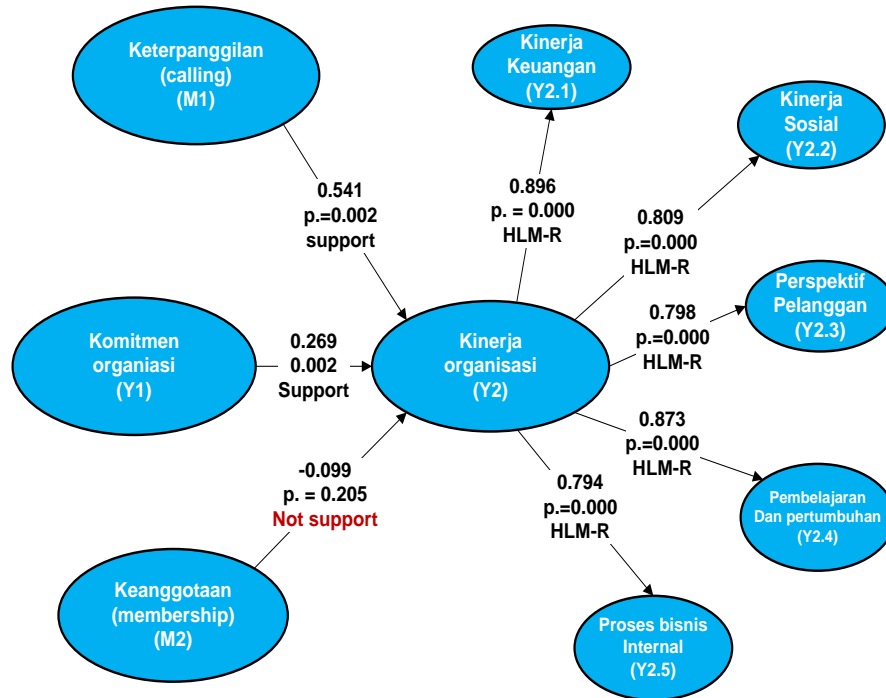 Keterpanggilan
(calling)
(M1)
Kinerja
Keuangan
(Y2.1)
Kinerja
Sosial
(Y2.2)
0.541
p.=0.002
support
0.896
p. = 0.000
HLM-R
0.809
p.=0.000
HLM-R
Komitmen
organiasi
(Y1)
0.269
0.002
Support
Kinerja
organisasi
(Y2)
0.798
p.=0.000
HLM-R
Perspektif
Pelanggan
(Y2.3)
-0.099
p. = 0.205
Not support
0.794
p.=0.000
HLM-R
0.873
p.=0.000
HLM-R
Pembelajaran
Dan pertumbuhan
(Y2.4)
Keanggotaan
(membership)
(M2)
Proses bisnis
Internal
(Y2.5)